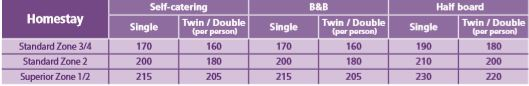 Homestay Self-catering B&B Half board
Single Twin / Double (per person) Single Twin / Double (per person) Single Twin / Double (per person)
Standard Zone 3/4 170 160 170 160 190 180
Standard Zone 2 200 180 200 180 210 200
Superior Zone 1/2 215 205 215 205 230 220